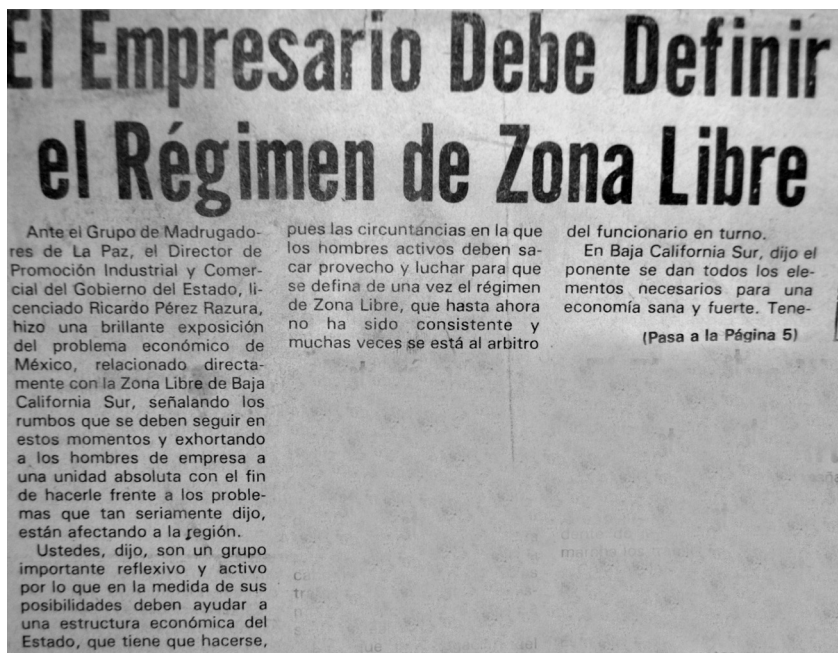 El Empresario Debe Definir
el Régimen de Zona Libre
Ante el Grupo de Madrugado-
res de La Paz, el Director de
Promoción Industrial y Comer-
cial del Gobierno del Estado, li-
cenciado Ricardo Pérez Razura,
hizo una brillante exposición
del problema económico de
México, relacionado directa-
mente con la Zona Libre de Baja
California Sur, señalando los
rumbos que se deben seguir en
estos momentos y exhortando
a los hombres de empresa a
una unidad absoluta con el fin
de hacerle frente a los proble-
mas que tan seriamente dijo,
están afectando a la región.
Ustedes, dijo, son un grupo
importante reflexivo y activo
por lo que en la medida de sus
posibilidades deben ayudar a
una estructura económica del
Estado, que tiene que hacerse,
pues las circuntancias en la que
los hombres activos deben sa-
car provecho y luchar para que
se defina de una vez el régimen
de Zona Libre, que hasta ahora
no ha sido consistente y
muchas veces se está al arbitro
del funcionario en turno.
En Baja California Sur, dijo el
ponente se dan todos los ele-
mentos necesarios para una
economía sana y fuerte. Tene-
(Pasa a la Página 5)